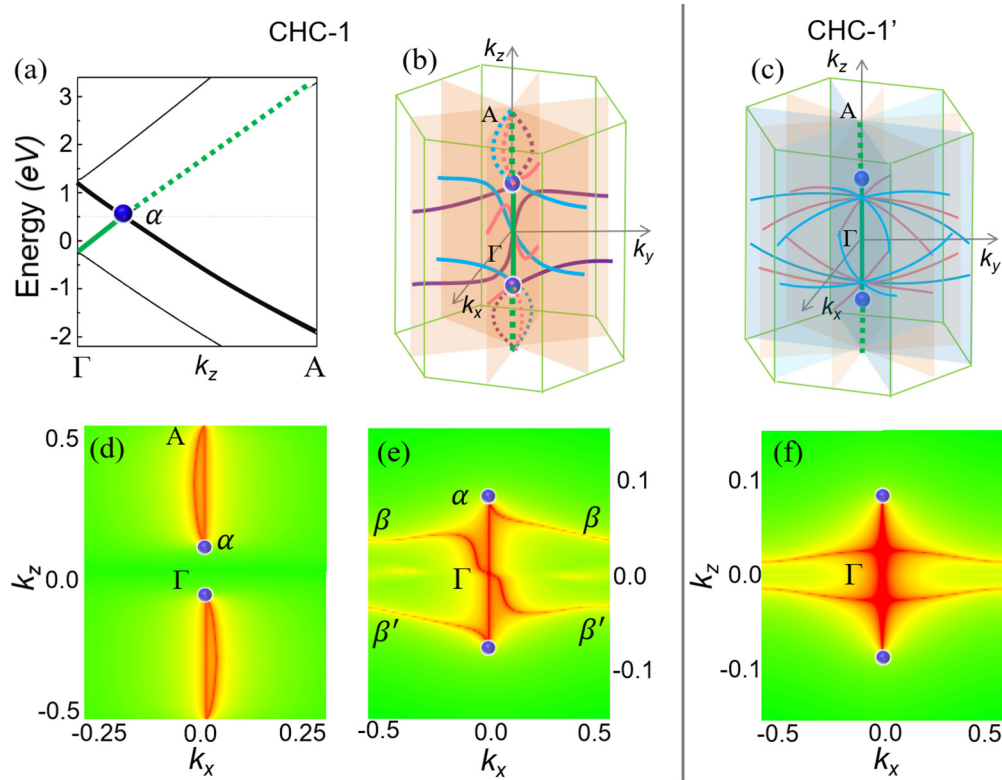 CHC-1
CHC-1’
(a)
Energy (eV)
3
2
1
0
-1
-2
α
Γ
k_z
A
(b)
k_z
A
Γ
k_y
k_x
(c)
k_z
A
Γ
k_y
k_x
(d)
A
α
Γ
k_z
0.5
0.0
-0.5
-0.25
0.0
0.25
k_x
(e)
α
β
β
Γ
β′
β′
0.1
0.0
-0.1
-0.5
0.0
0.5
k_x
(f)
Γ
k_z
0.1
0.0
-0.1
-0.5
0.0
0.5
k_x